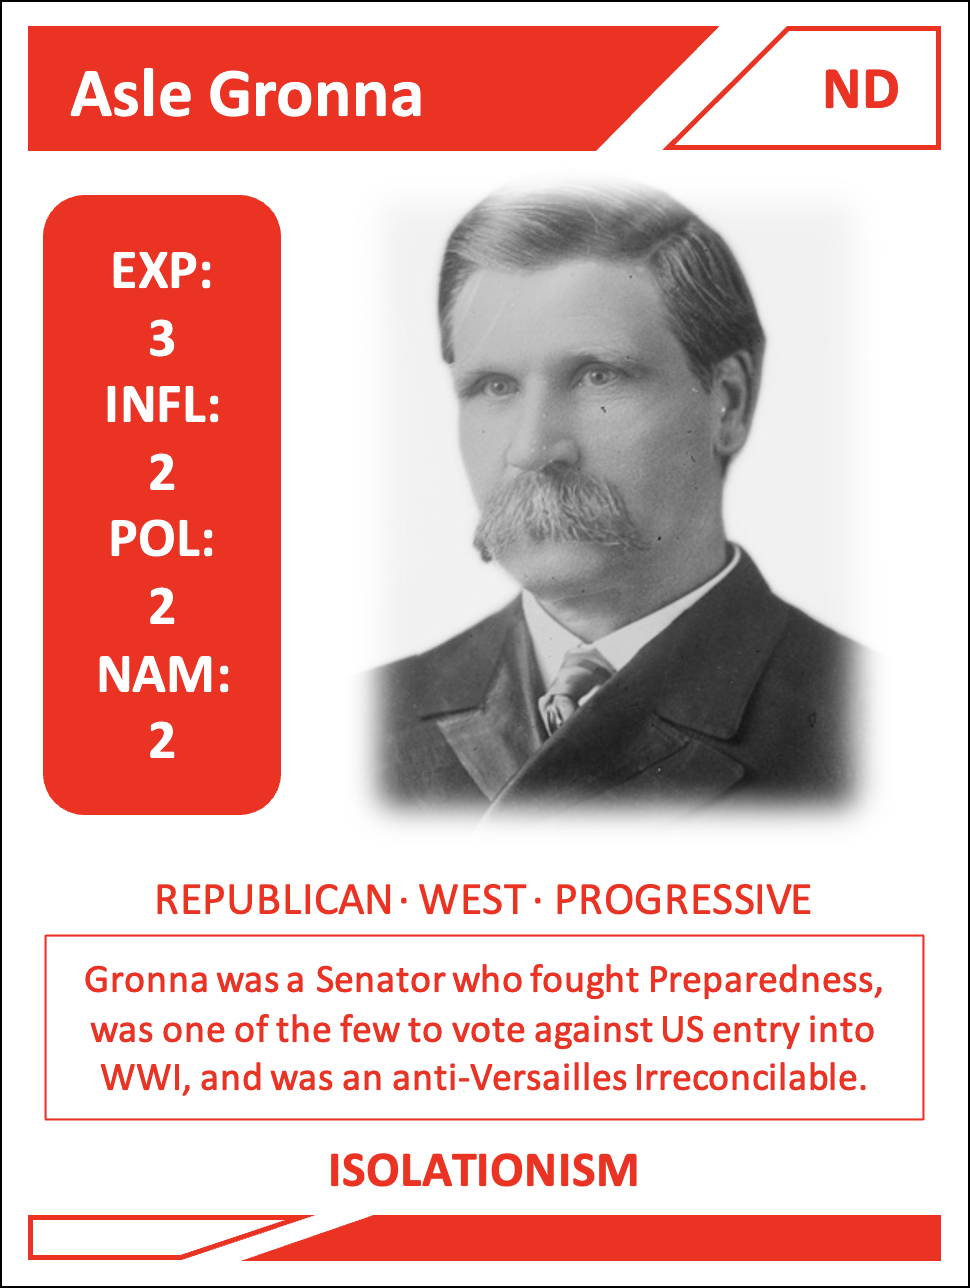 Asle Gronna
ND
EXP:
3
INFL:
2
POL:
2
NAM:
2
REPUBLICAN · WEST · PROGRESSIVE
Gronna was a Senator who fought Preparedness,
was one of the few to vote against US entry into
WWI, and was an anti-Versailles Irreconcilable.
ISOLATIONISM